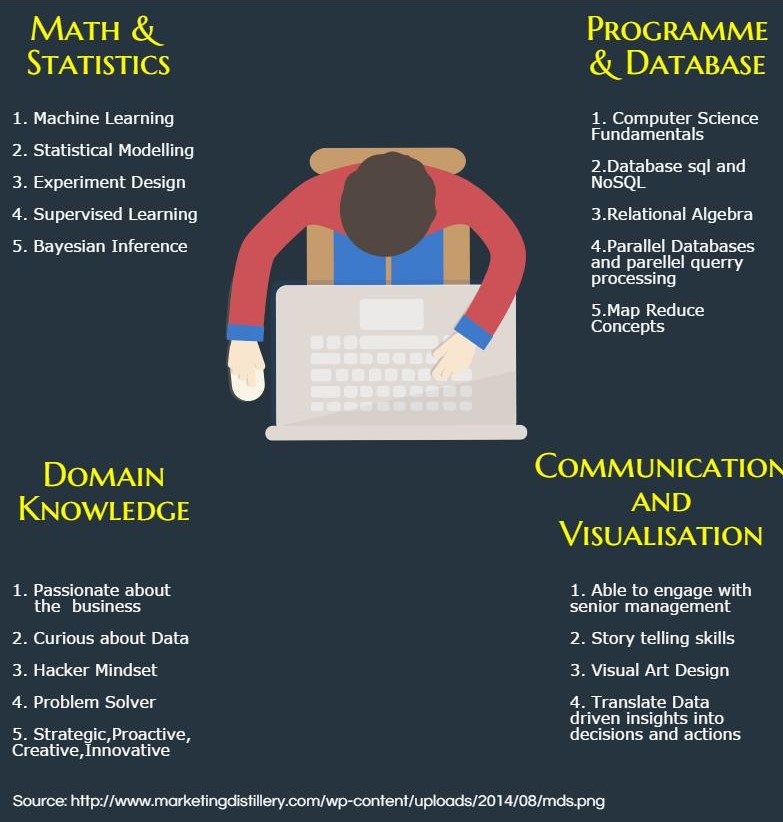 Math &
Statistics
1. Machine Learning
2. Statistical Modelling
3. Experiment Design
4. Supervised Learning
5. Bayesian Inference
Programme
& Database
1. Computer Science
Fundamentals
2.Database sql and
NoSQL
3.Relational Algebra
4.Parallel Databases
and parellel querry
processing
5.Map Reduce
Concepts
Domain
Knowledge
1. Passionate about
the business
2. Curious about Data
3. Hacker Mindset
4. Problem Solver
5. Strategic,Proactive,
Creative,Innovative
Communication
and
Visualisation
1. Able to engage with
senior management
2. Story telling skills
3. Visual Art Design
4. Translate Data
driven insights into
decisions and actions
Source: http://www.marketingdistillery.com/wp-content/uploads/2014/08/mds.png